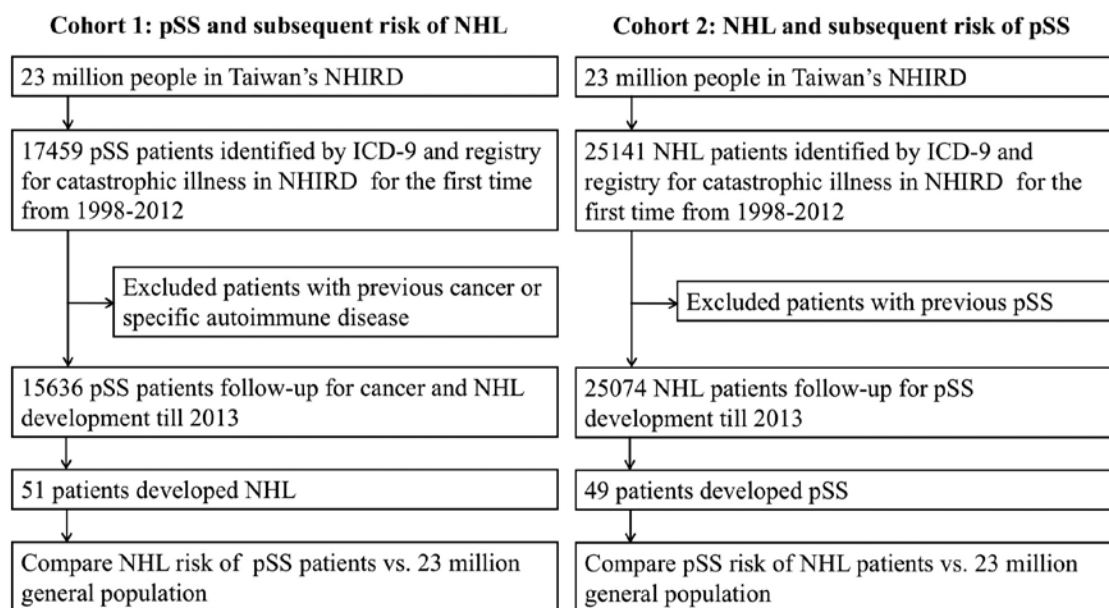 Cohort 1: pSS and subsequent risk of NHL
23 million people in Taiwan's NHIRD
17459 pSS patients identified by ICD-9 and registry
for catastrophic illness in NHIRD for the first time
from 1998-2012
Excluded patients with previous cancer or
specific autoimmune disease
15636 pSS patients follow-up for cancer and NHL
development till 2013
51 patients developed NHL
Compare NHL risk of pSS patients vs. 23 million
general population
Cohort 2: NHL and subsequent risk of pSS
23 million people in Taiwan's NHIRD
25141 NHL patients identified by ICD-9 and
registry for catastrophic illness in NHIRD for the
first time from 1998-2012
Excluded patients with previous pSS
25074 NHL patients follow-up for pSS
development till 2013
49 patients developed pSS
Compare pSS risk of NHL patients vs. 23 million
general population